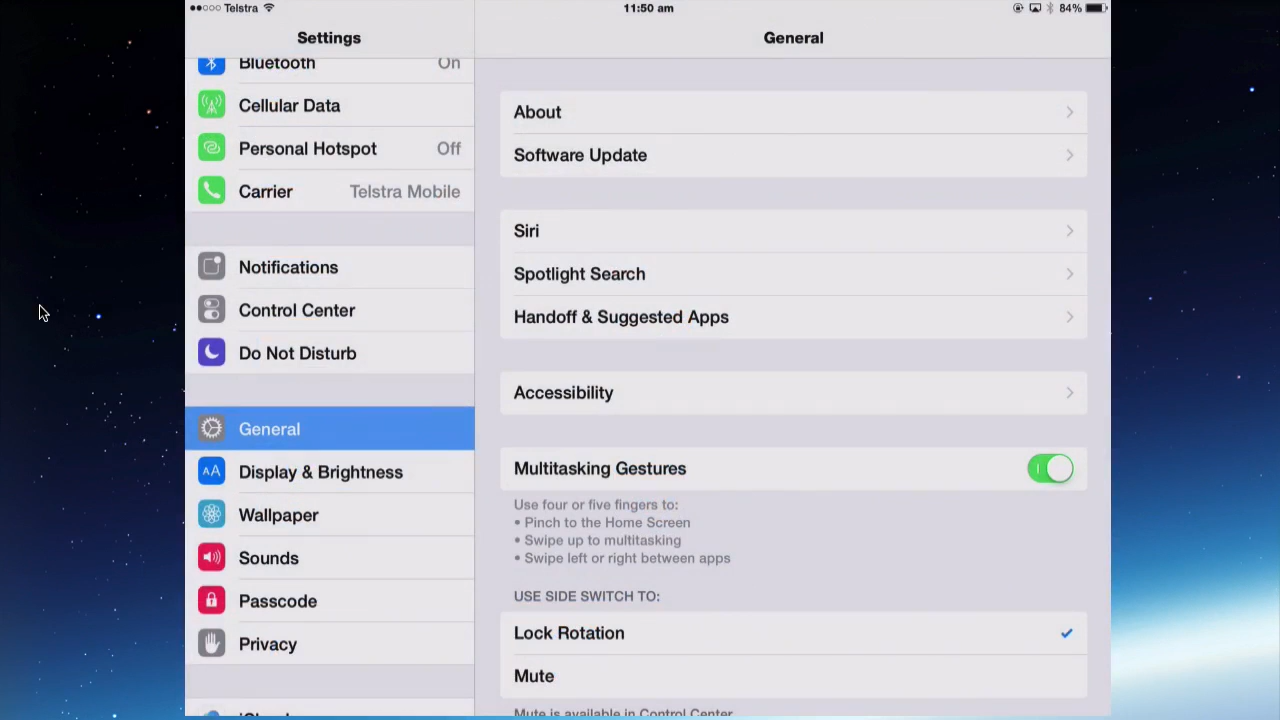 Telstra
11:50 am
84%
Settings
General
Bluetooth On
Cellular Data
Personal Hotspot Off
Carrier Telstra Mobile
Notifications
Control Center
Do Not Disturb
General
AA Display & Brightness
Wallpaper
Sounds
Passcode
Privacy
About
Software Update
Siri
Spotlight Search
Handoff & Suggested Apps
Accessibility
Multitasking Gestures
Use four or five fingers to:
• Pinch to the Home Screen
• Swipe up to multitasking
• Swipe left or right between apps
USE SIDE SWITCH TO:
Lock Rotation
Mute
Mute is available in Control Center